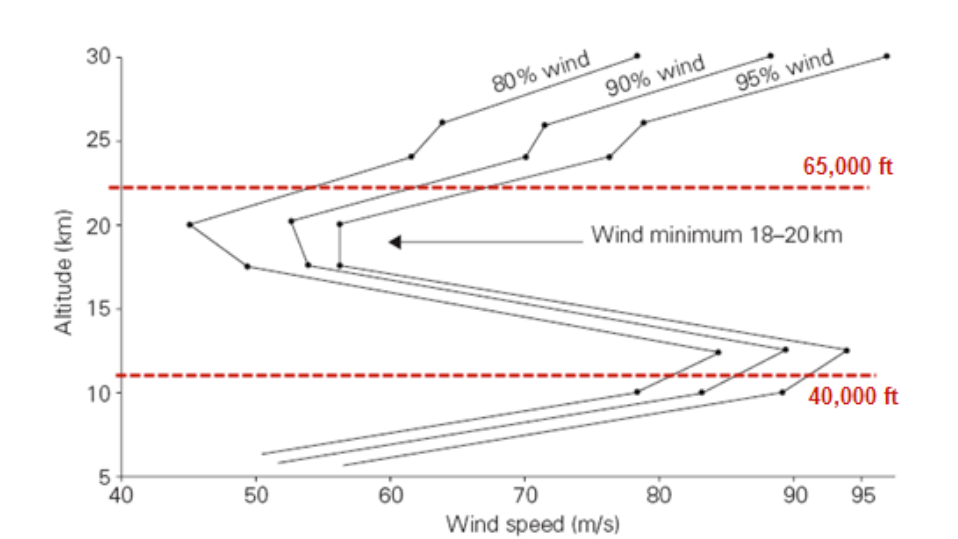 30
80% wind
90% wind
95% wind
25
65,000 ft
20
Wind minimum 18–20 km
Altitude (km)
15
10
40,000 ft
5
40
50
60
70
80
90
95
Wind speed (m/s)